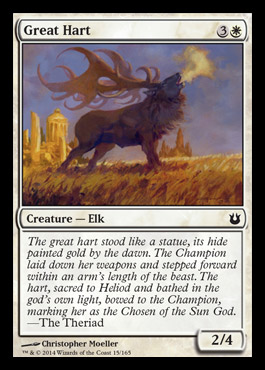 Great Hart 3
Creature — Elk
The great hart stood like a statue, its hide
painted gold by the dawn. The Champion
laid down her weapons and stepped forward
within an arm's length of the beast. The
hart, sacred to Heliod and bathed in the
god's own light, bowed to the Champion,
marking her as the Chosen of the Sun God.
—The Theriad
2/4
Christopher Moeller
™ & © 2014 Wizards of the Coast 15/165